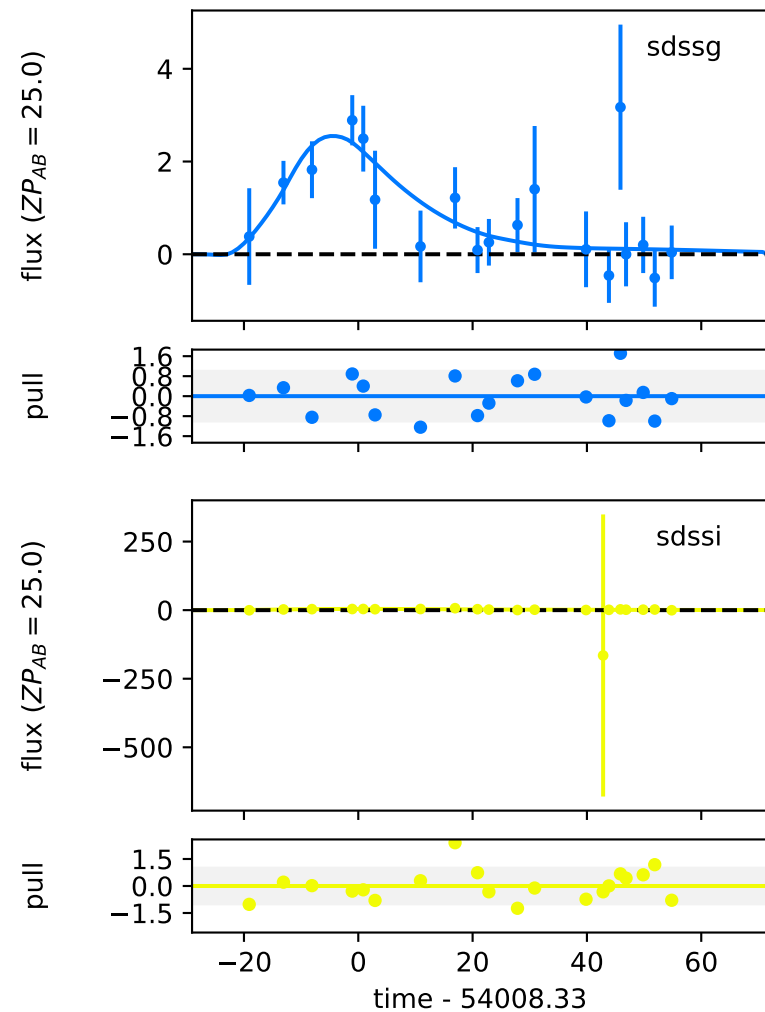 sdssg
flux (ZP_AB = 25.0)
4
2
0
pull
1.6
0.8
0.0
−0.8
−1.6
sdssi
flux (ZP_AB = 25.0)
250
0
−250
−500
pull
1.5
0.0
−1.5
−20 0 20 40 60
time - 54008.33